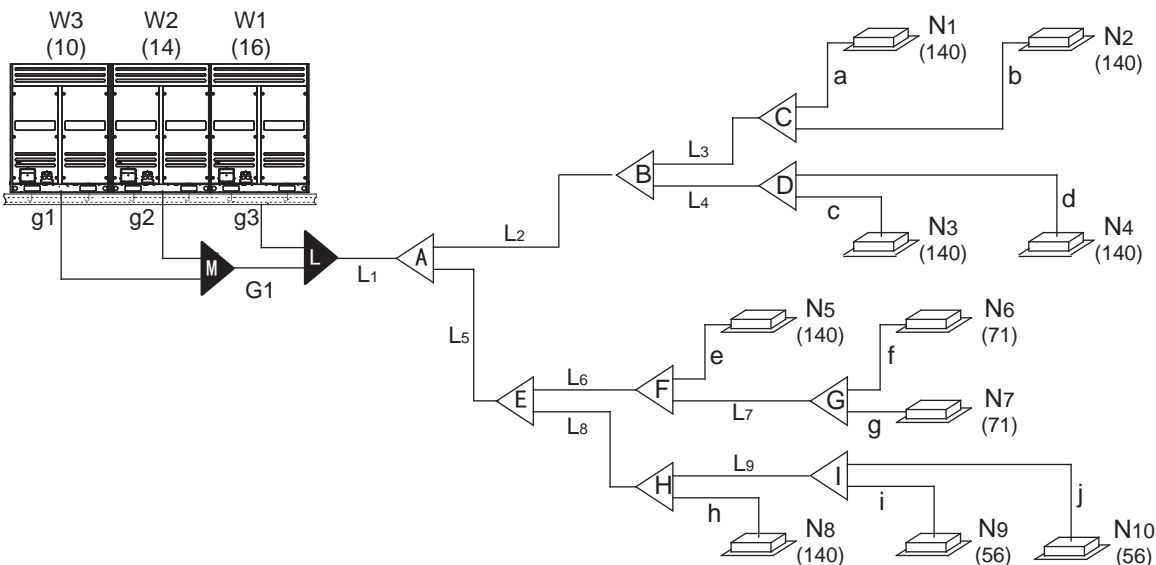 W3 W2 W1
(10) (14) (16)
N1
(140)
N2
(140)
a
b
C
L3
B
L4
D
d
c
N3
(140)
N4
(140)
g1 g2 g3
L2
M
L
A
G1
L1
L5
N5
(140)
N6
(71)
e
f
L6
F
E
L7
G
N7
(71)
g
L8
L9
H
I
h
i
j
N8
(140)
N9
(56)
N10
(56)